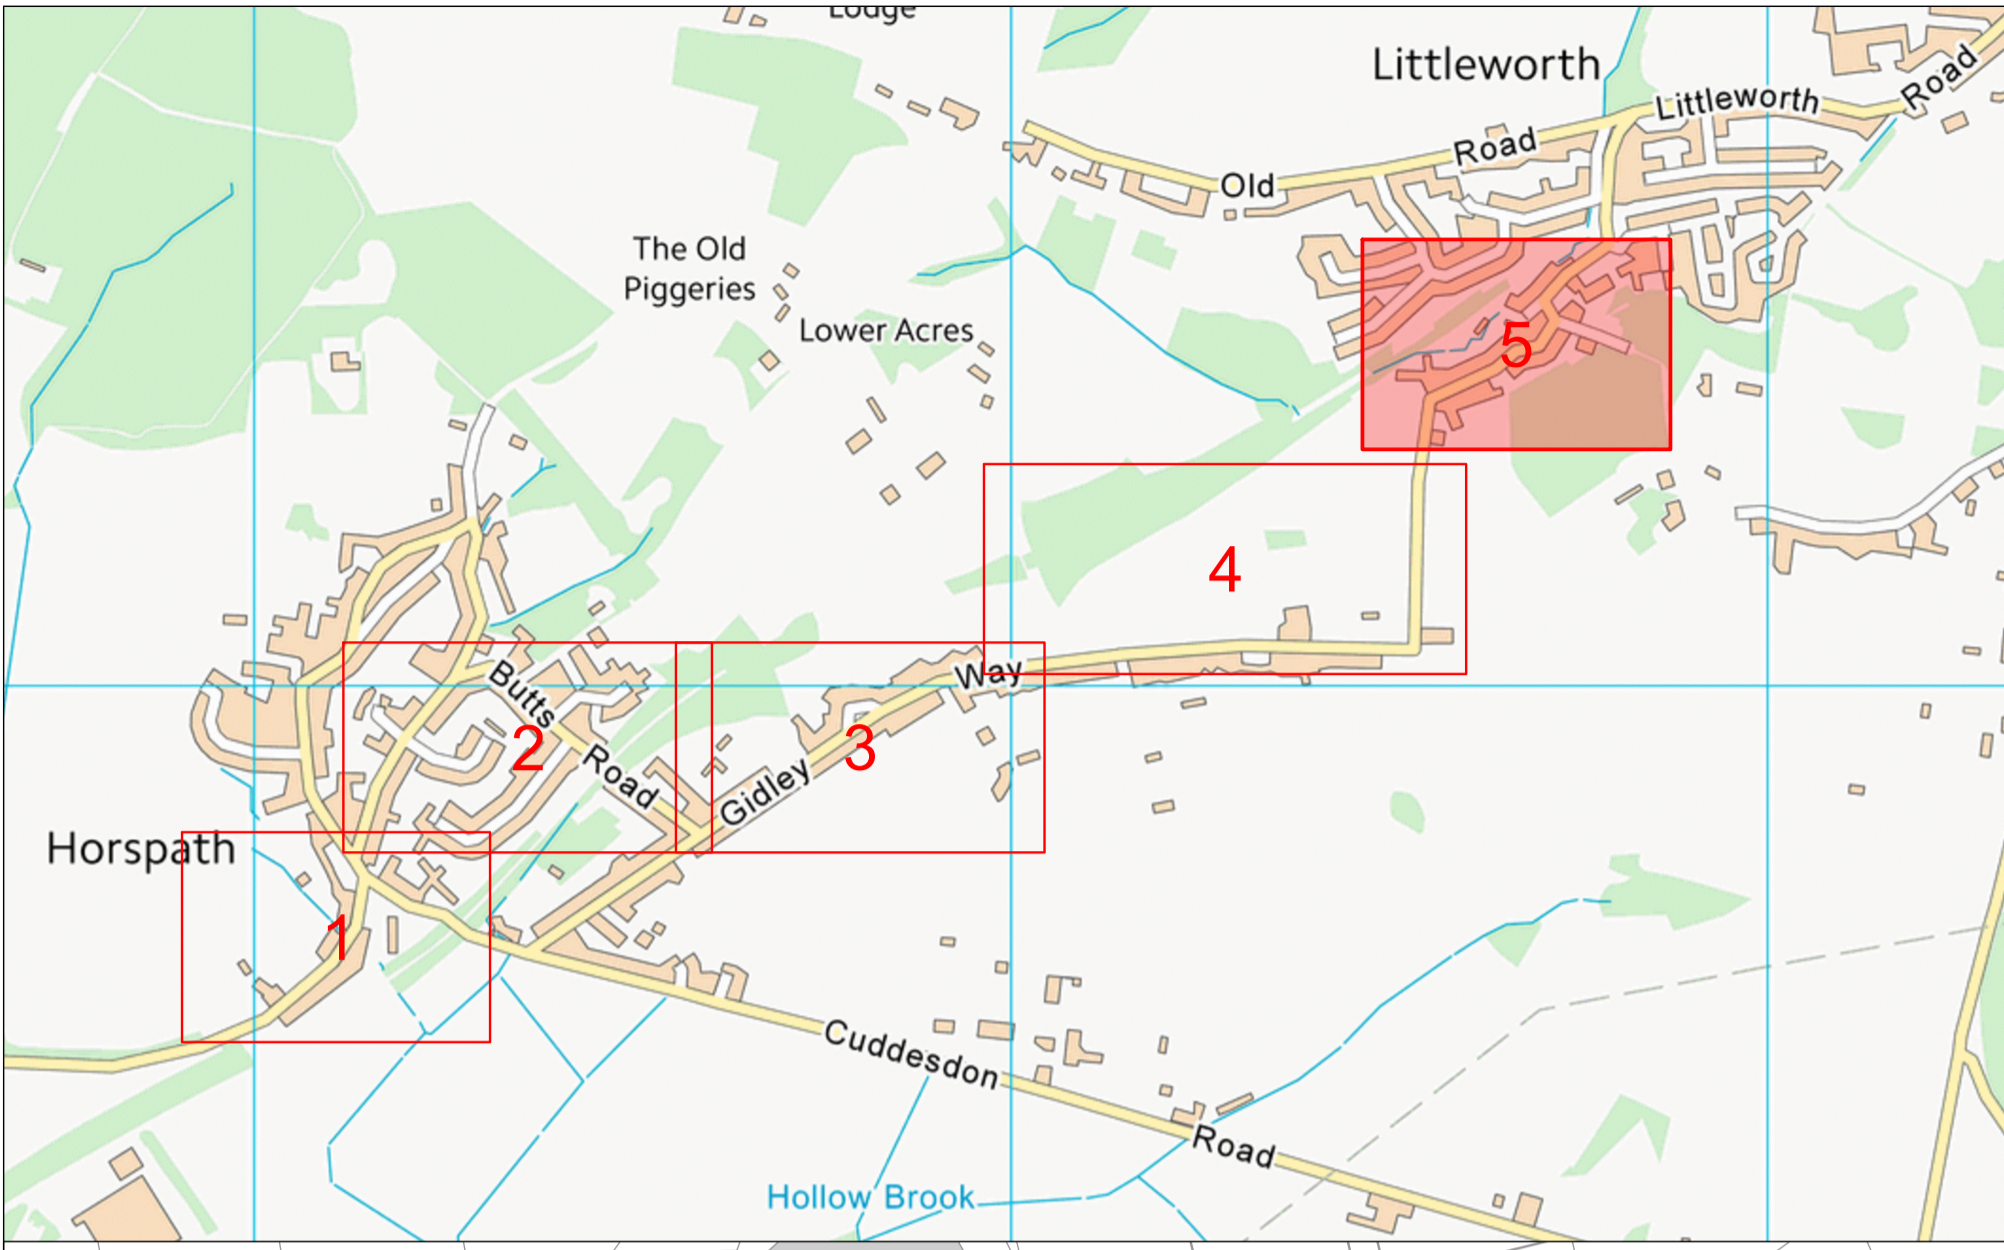 Lodge
Littleworth
Littleworth
Road
Road
Old
The Old
Piggeries
Lower Acres
5
4
Way
Butts
2
Road
3
Gidley
Horspath
1
Cuddesdon
Road
Hollow Brook